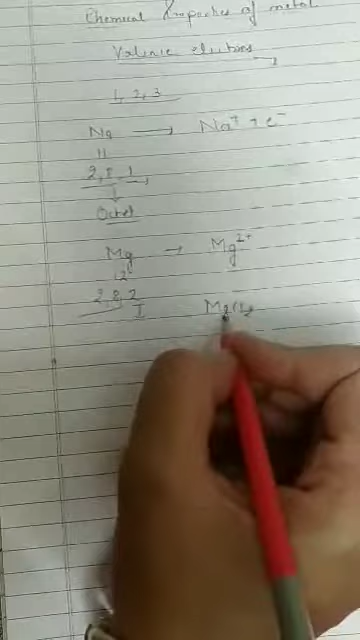 Chemical Properties of metal
Valence electrons
1, 2, 3
Na → Na⁺ + e⁻
11
2, 8, 1
Octet
Mg → Mg²⁺
12
2, 8, 2
MgCl₂